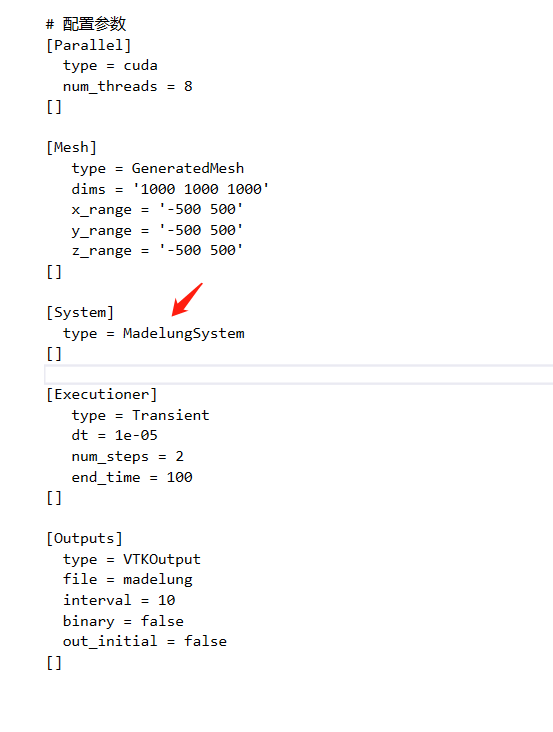 # 配置参数
[Parallel]
type = cuda
num_threads = 8
[]
[Mesh]
type = GeneratedMesh
dims = '1000 1000 1000'
x_range = '-500 500'
y_range = '-500 500'
z_range = '-500 500'
[]
[System]
type = MadelungSystem
[]
[Executioner]
type = Transient
dt = 1e-05
num_steps = 2
end_time = 100
[]
[Outputs]
type = VTKOutput
file = madelung
interval = 10
binary = false
out_initial = false
[]